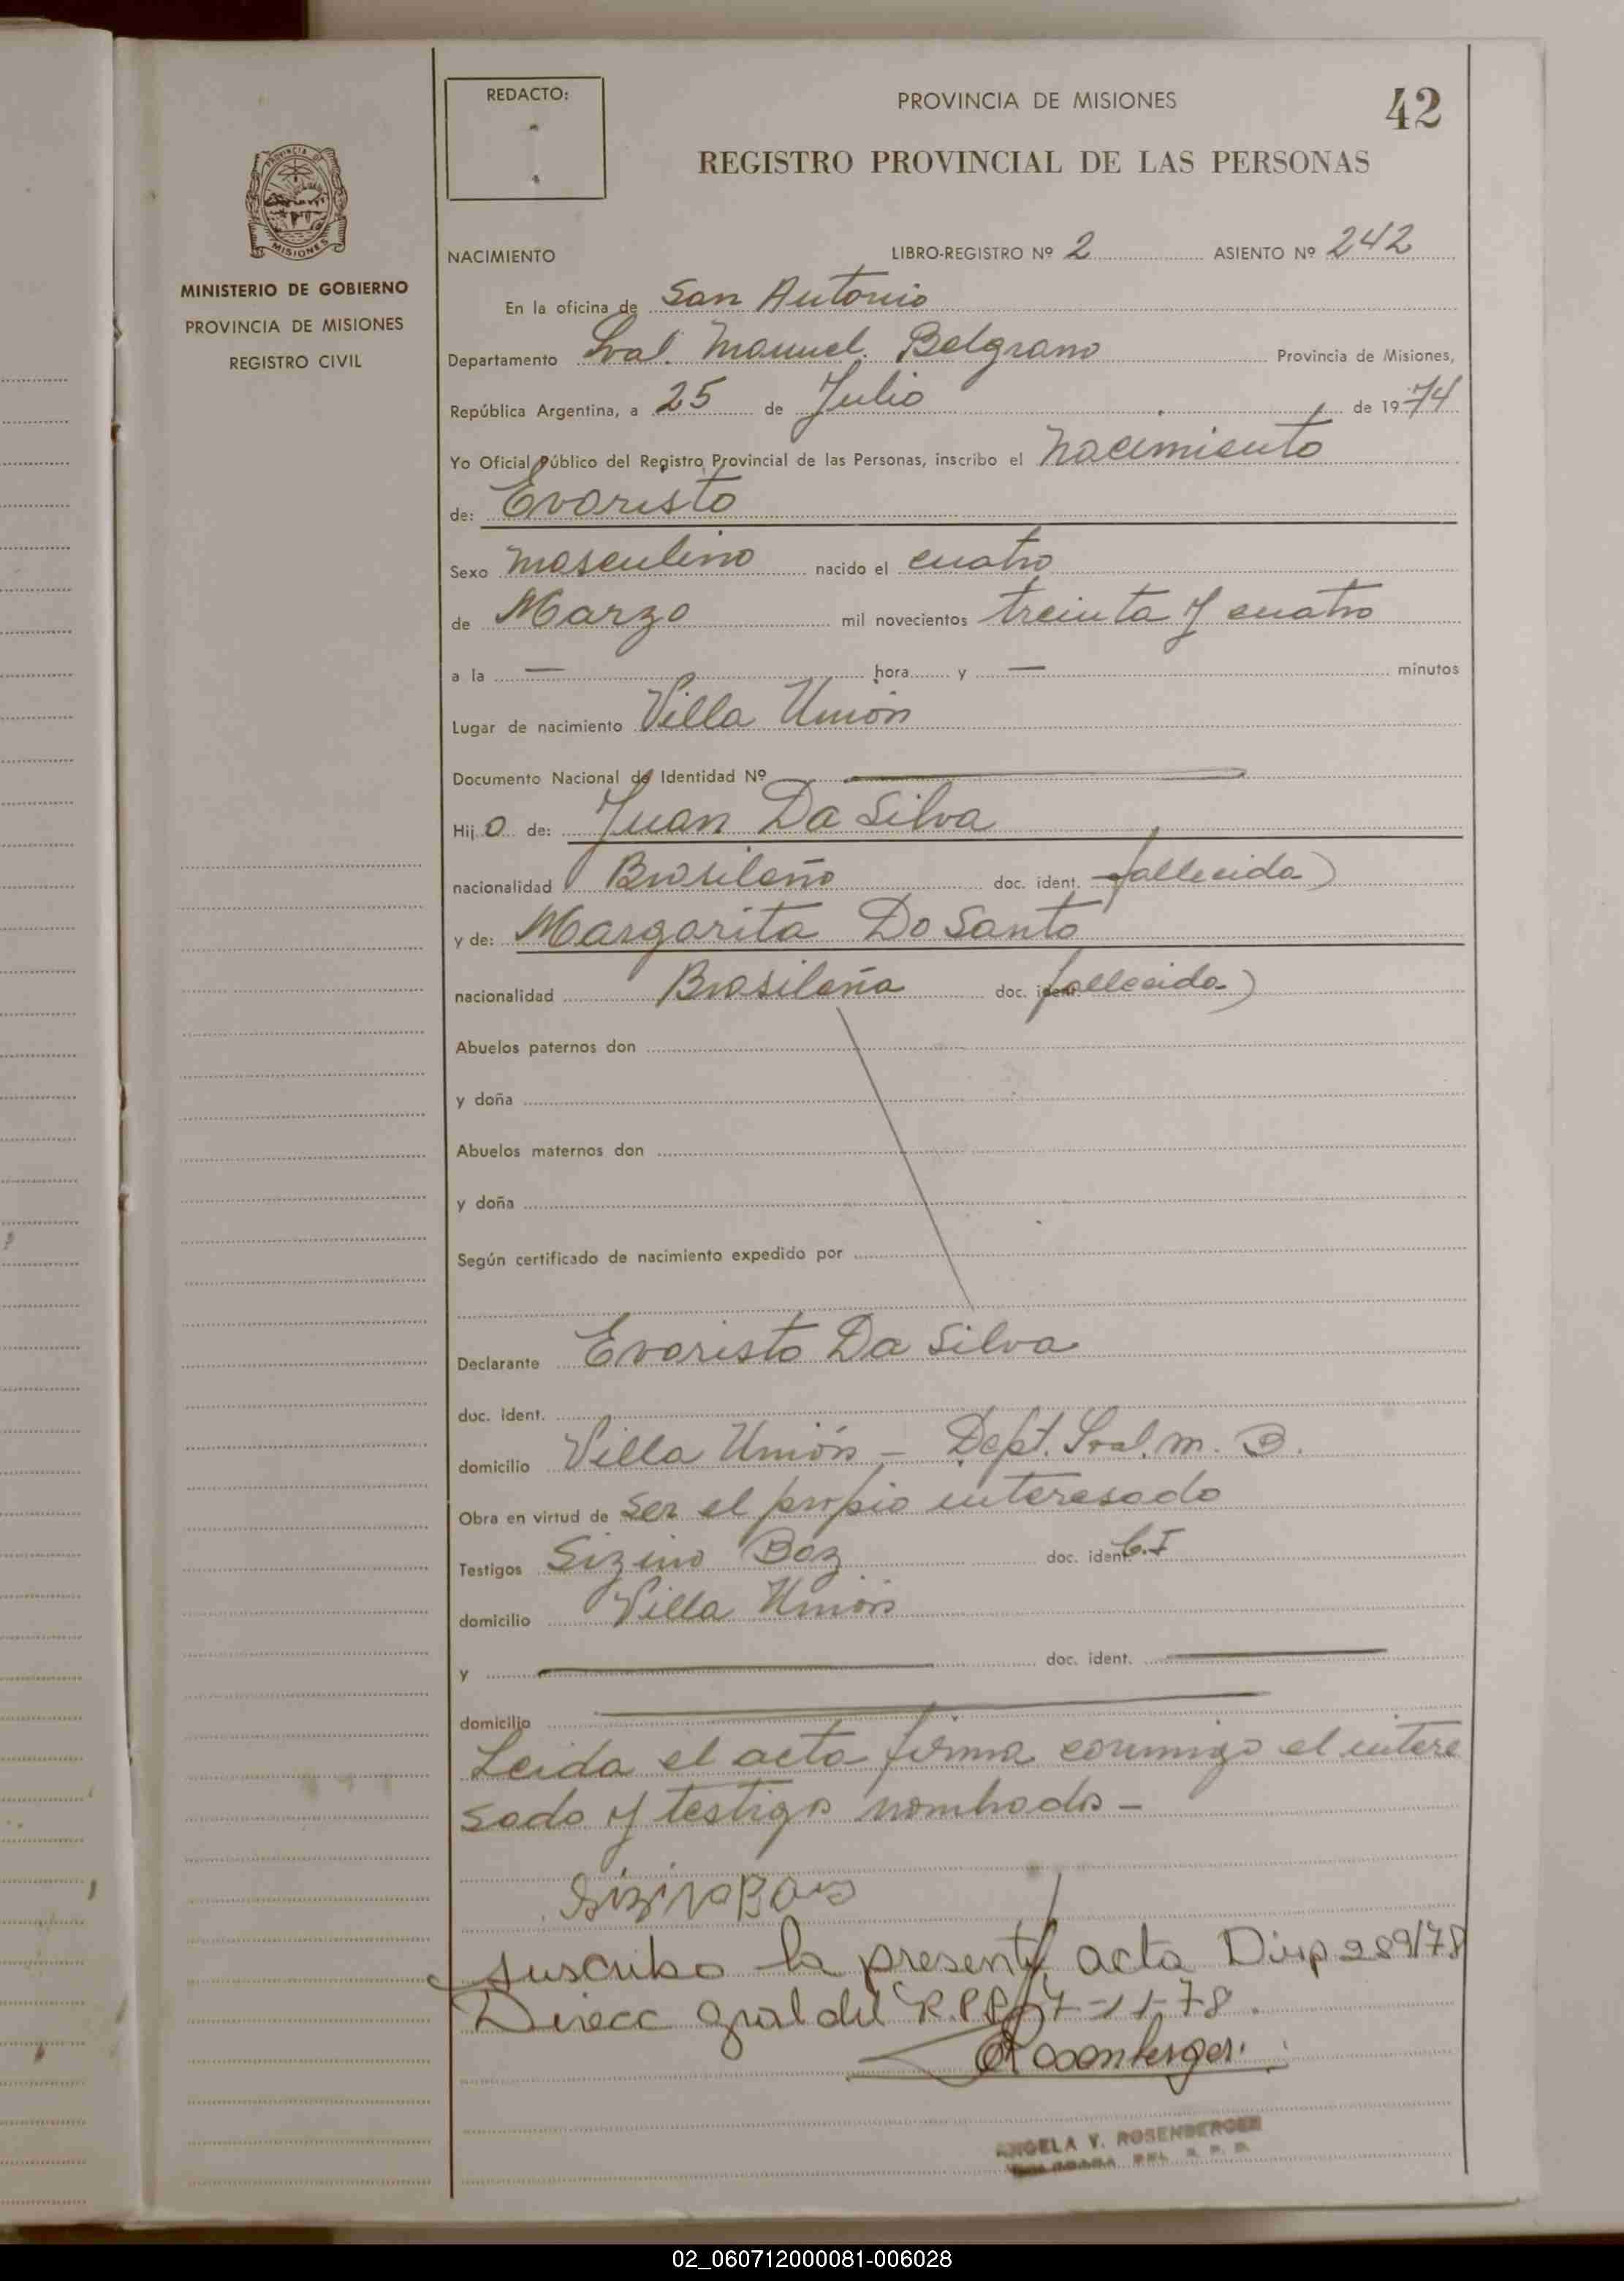 REDACTO:
PROVINCIA DE MISIONES
42
REGISTRO PROVINCIAL DE LAS PERSONAS
PROVINCIA DE
MISIONES
MINISTERIO DE GOBIERNO
PROVINCIA DE MISIONES
REGISTRO CIVIL
NACIMIENTO LIBRO-REGISTRO Nº 2 ASIENTO Nº 242
En la oficina de San Antonio
Departamento Gral. Manuel Belgrano Provincia de Misiones,
República Argentina, a 25 de Julio de 1974
Yo Oficial Público del Registro Provincial de las Personas, inscribo el Nacimiento
de: Evaristo
Sexo masculino nacido el cuatro
de Marzo mil novecientos treinta y cuatro
a la — hora y — minutos
Lugar de nacimiento Villa Unión
Documento Nacional de Identidad Nº
Hijo de: Juan Da Silva
nacionalidad Brasileño doc. ident. fallecida)
y de: Margarita Do Santo
nacionalidad Brasileña doc. ident. fallecida)
Abuelos paternos don
y doña
Abuelos maternos don
y doña
Según certificado de nacimiento expedido por
Declarante Evaristo Da Silva
doc. ident.
domicilio Villa Unión - Dept. Gral. M. B.
Obra en virtud de ser el propio interesado
Testigos Sizino Boz doc. ident. C.I
domicilio Villa Unión
y doc. ident.
domicilio
Leida el acta firma conmigo el intere
sado y testigo nombrado -
suscribo la presente acta Disp 289/78
Direcc gral del R.P.P. 7-11-78.
Rosenberger
ANGELA Y. ROSENBERGER
DEL R. P. P.
02_060712000081-006028